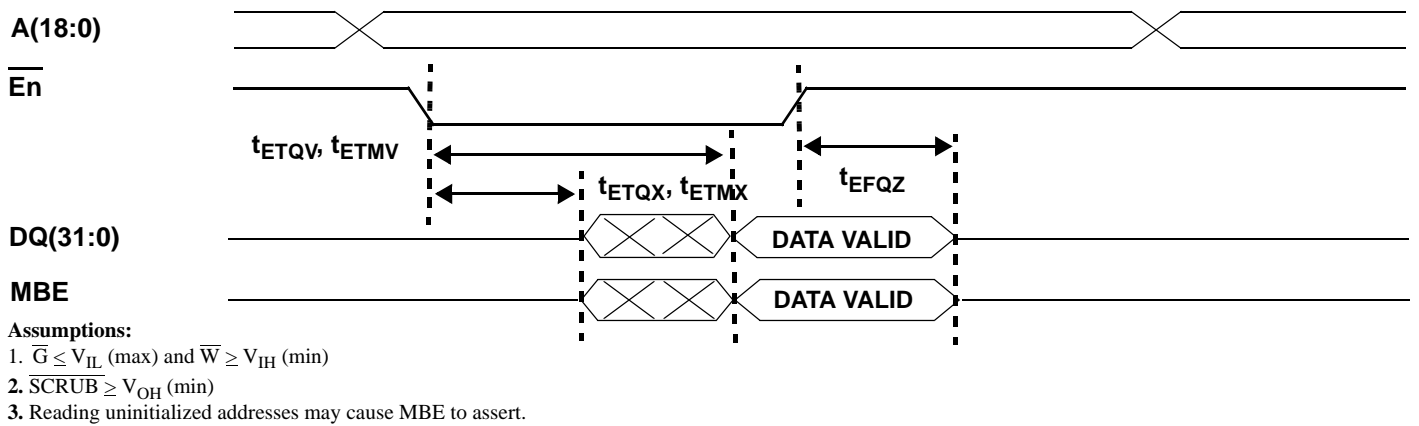 A(18:0)
En
tETQV, tETMV
tETQX, tETMX
tEFQZ
DQ(31:0)
DATA VALID
MBE
DATA VALID
Assumptions:
1. G ≤ VIL (max) and W ≥ VIH (min)
2. SCRUB ≥ VOH (min)
3. Reading uninitialized addresses may cause MBE to assert.